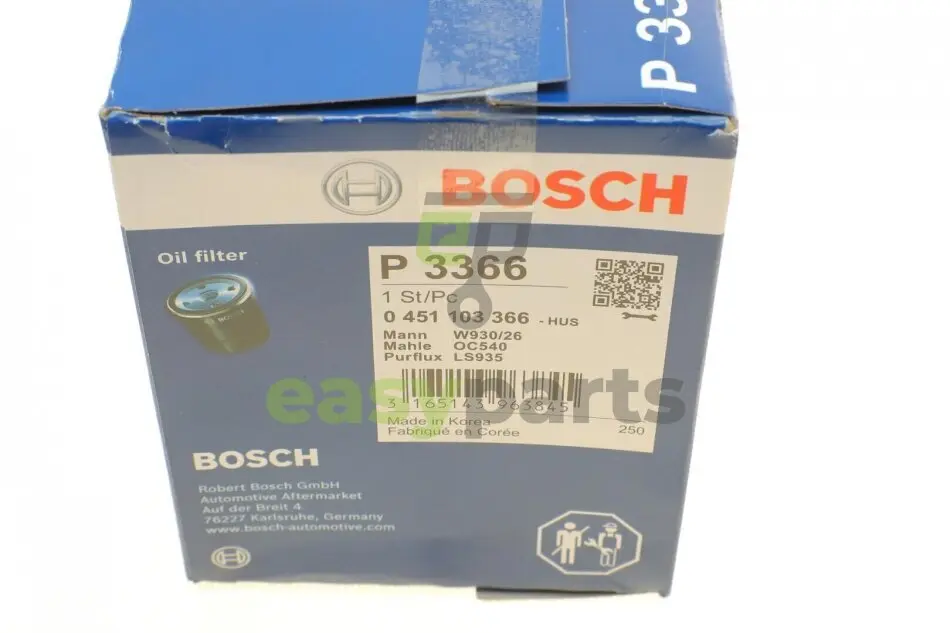 P 33
BOSCH
Oil filter
BOSCH
P 3366
1 St/Pc
0 451 103 366 - HUS
Mann W930/26
Mahle OC540
Purflux LS935
3 165143 963845
Made in Korea
Fabriqué en Corée
250
easyparts
BOSCH
Robert Bosch GmbH
Automotive Aftermarket
Auf der Breit 4
76227 Karlsruhe, Germany
www.bosch-automotive.com